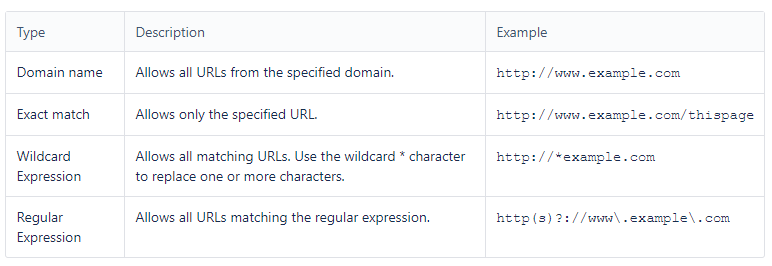 Type Description Example
Domain name Allows all URLs from the specified domain. http://www.example.com
Exact match Allows only the specified URL. http://www.example.com/thispage
Wildcard Expression Allows all matching URLs. Use the wildcard * character
to replace one or more characters. http://*example.com
Regular Expression Allows all URLs matching the regular expression. http(s)?://www\.example\.com